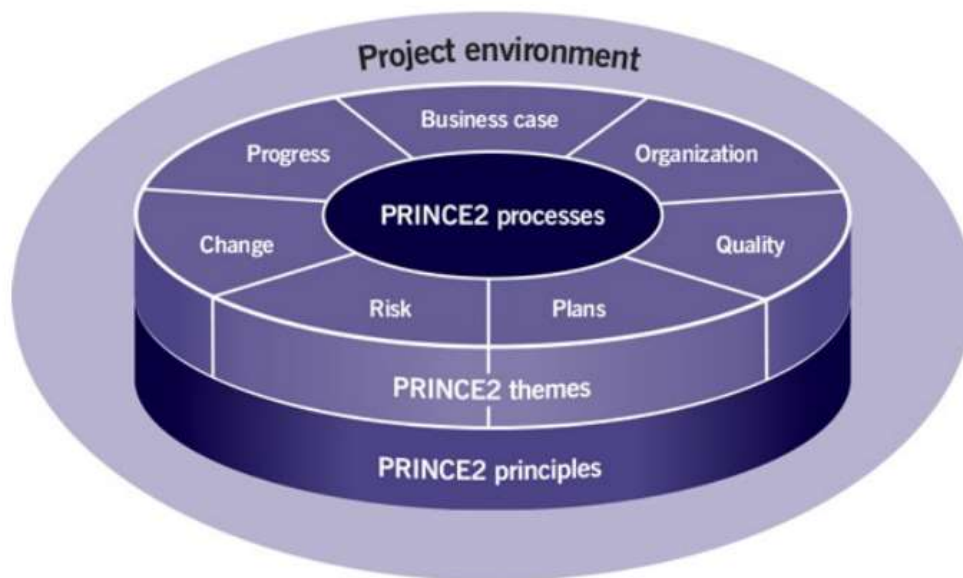 Project environment
Business case
Progress
Organization
PRINCE2 processes
Change
Quality
Risk
Plans
PRINCE2 themes
PRINCE2 principles